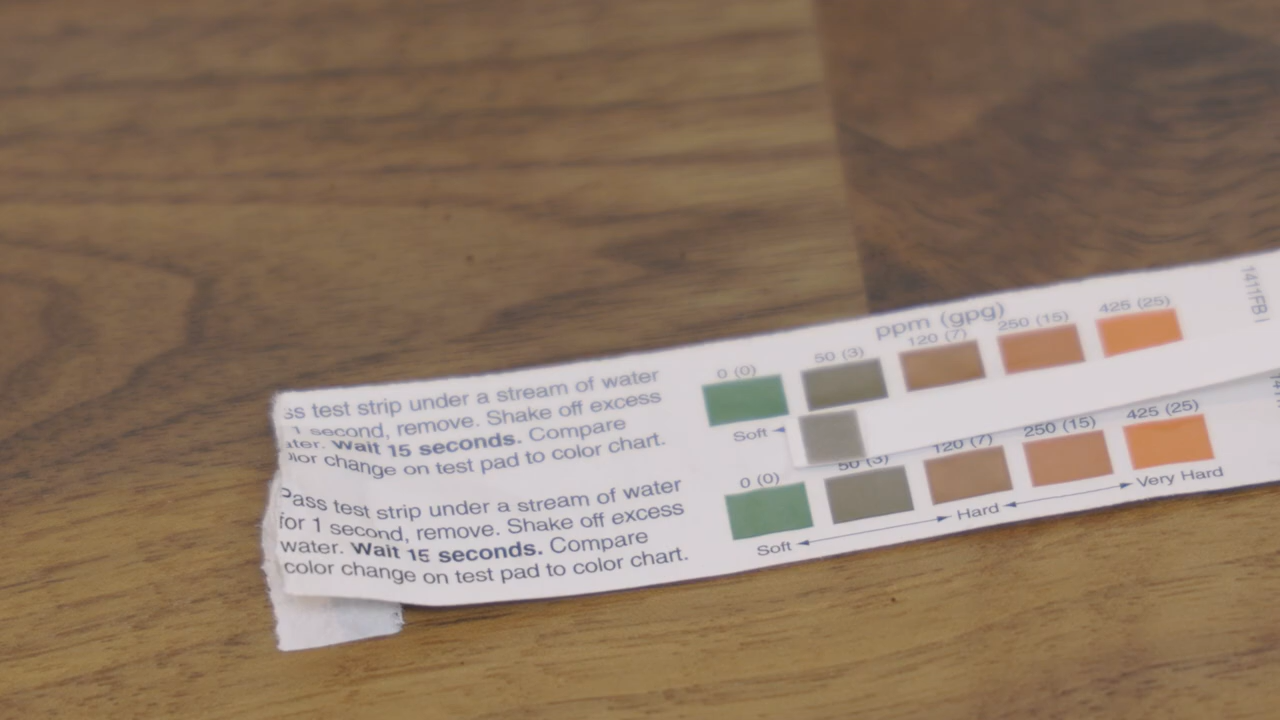 ss test strip under a stream of water
1 second, remove. Shake off excess
ater. Wait 15 seconds. Compare
lor change on test pad to color chart.
ppm (gpg)
0 (0) 50 (3) 120 (7) 250 (15) 425 (25)
Soft
1411FB
Pass test strip under a stream of water
for 1 second, remove. Shake off excess
water. Wait 15 seconds. Compare
color change on test pad to color chart.
0 (0) 50 (3) 120 (7) 250 (15) 425 (25)
Soft Hard Very Hard